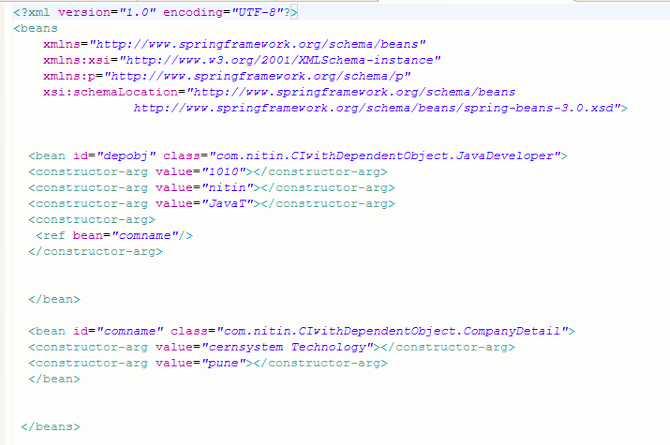 <?xml version="1.0" encoding="UTF-8"?>
<beans
xmlns="http://www.springframework.org/schema/beans"
xmlns:xsi="http://www.w3.org/2001/XMLSchema-instance"
xmlns:p="http://www.springframework.org/schema/p"
xsi:schemaLocation="http://www.springframework.org/schema/beans
http://www.springframework.org/schema/beans/spring-beans-3.0.xsd">
<bean id="depobj" class="com.nitin.CIwithDependentObject.JavaDeveloper">
<constructor-arg value="1010"></constructor-arg>
<constructor-arg value="nitin"></constructor-arg>
<constructor-arg value="JavaT"></constructor-arg>
<constructor-arg>
<ref bean="comname"/>
</constructor-arg>
</bean>
<bean id="comname" class="com.nitin.CIwithDependentObject.CompanyDetail">
<constructor-arg value="cernsystem Technology"></constructor-arg>
<constructor-arg value="pune"></constructor-arg>
</bean>
</beans>